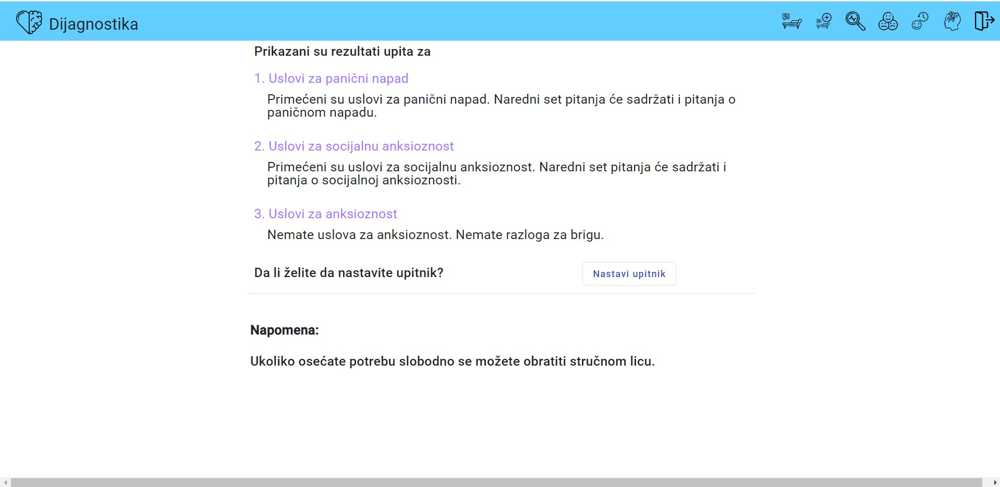 Dijagnostika
Prikazani su rezultati upita za
1. Uslovi za panični napad
Primećeni su uslovi za panični napad. Naredni set pitanja će sadržati i pitanja o
paničnom napadu.
2. Uslovi za socijalnu anksioznost
Primećeni su uslovi za socijalnu anksioznost. Naredni set pitanja će sadržati i
pitanja o socijalnoj anksioznosti.
3. Uslovi za anksioznost
Nemate uslova za anksioznost. Nemate razloga za brigu.
Da li želite da nastavite upitnik?
Nastavi upitnik
Napomena:
Ukoliko osećate potrebu slobodno se možete obratiti stručnom licu.